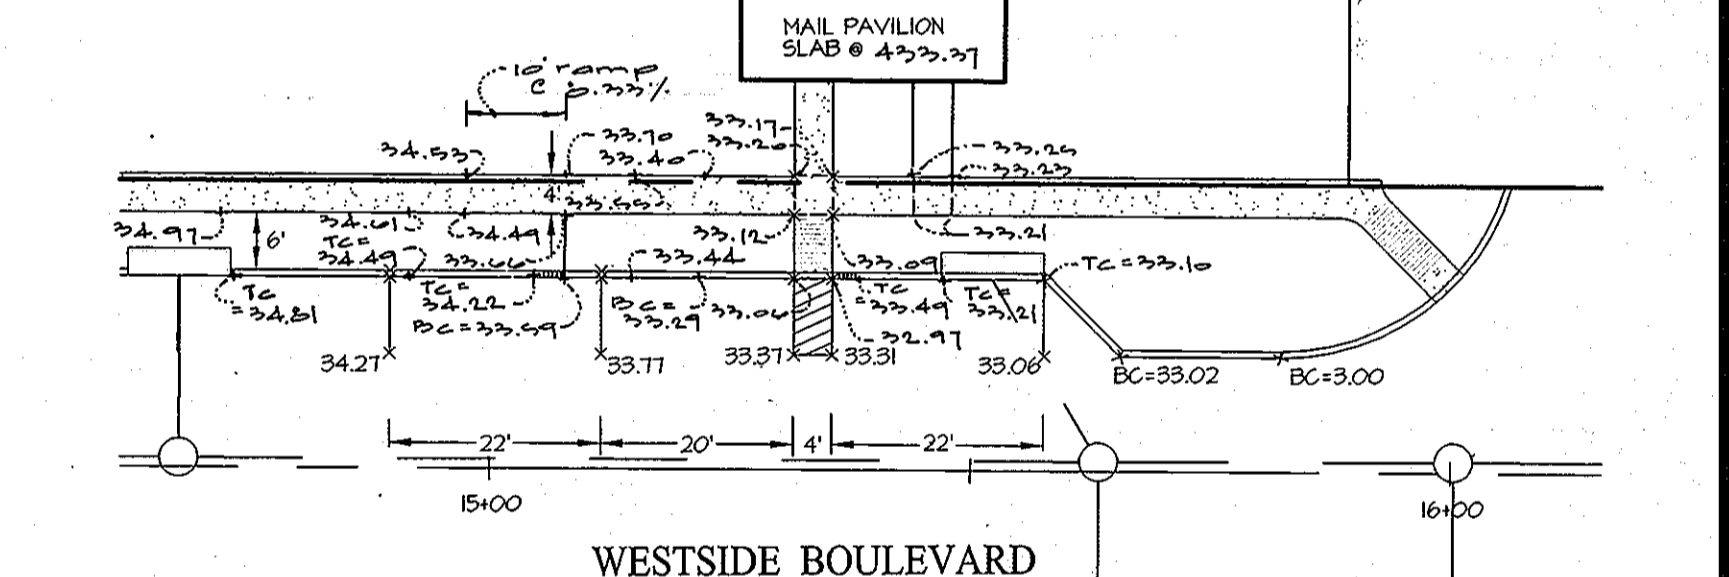 MAIL PAVILION
SLAB @ 433.37
10' ramp
34.53
33.70
33.40
33.17
33.20
33.25
33.23
4'
33.55
34.97
6'
34.61
34.49
33.12
33.21
TC=
34.49
33.66
33.44
33.09
TC=33.10
TC
=34.81
TC=
34.22
BC=33.59
BC=
33.29
33.06
TC
33.49
TC=
33.21
32.97
34.27
33.77
33.37
33.31
33.06
BC=33.02
BC=3.00
22'
20'
4'
22'
15+00
16+00
WESTSIDE BOULEVARD